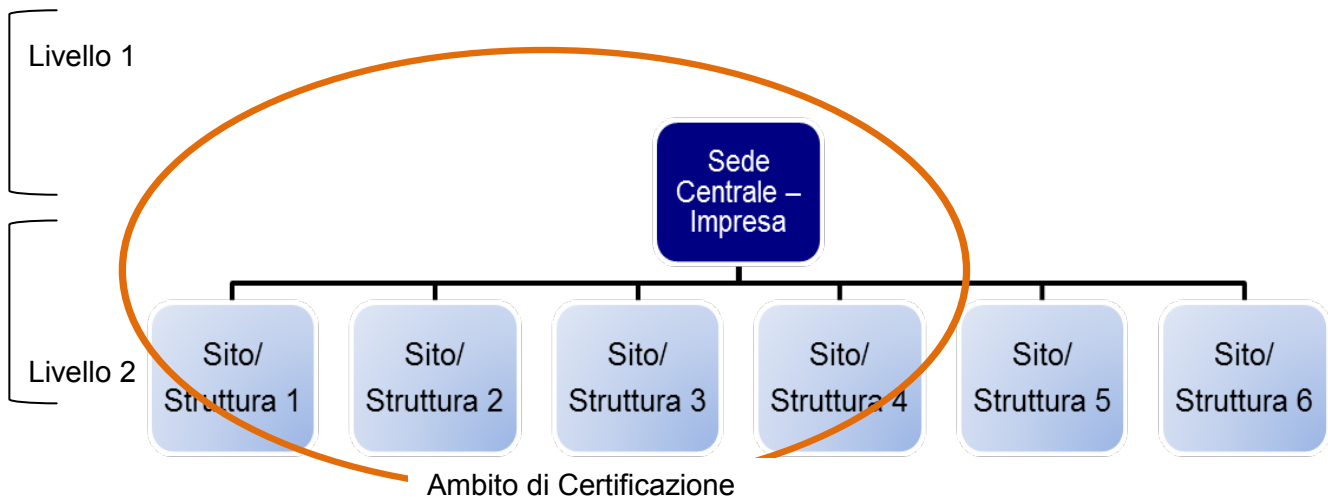 Livello 1
Sede
Centrale –
Impresa
Livello 2
Sito/
Struttura 1
Sito/
Struttura 2
Sito/
Struttura 3
Sito/
Struttura 4
Sito/
Struttura 5
Sito/
Struttura 6
Ambito di Certificazione